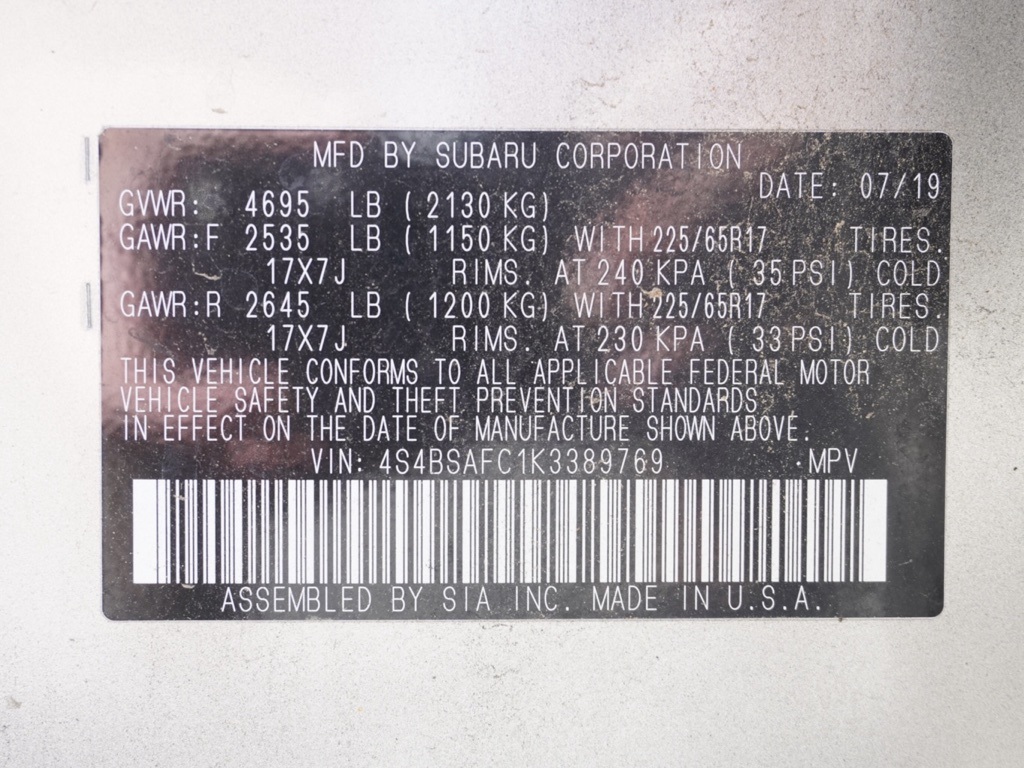 MFD BY SUBARU CORPORATION
DATE: 07/19
GVWR: 4695 LB ( 2130 KG)
GAWR:F 2535 LB ( 1150 KG) WITH 225/65R17 TIRES.
17X7J RIMS. AT 240 KPA ( 35 PSI) COLD
GAWR:R 2645 LB ( 1200 KG) WITH 225/65R17 TIRES.
17X7J RIMS. AT 230 KPA ( 33 PSI) COLD
THIS VEHICLE CONFORMS TO ALL APPLICABLE FEDERAL MOTOR
VEHICLE SAFETY AND THEFT PREVENTION STANDARDS
IN EFFECT ON THE DATE OF MANUFACTURE SHOWN ABOVE.
VIN: 4S4BSAFC1K3389769 ·MPV
ASSEMBLED BY SIA INC. MADE IN U.S.A.